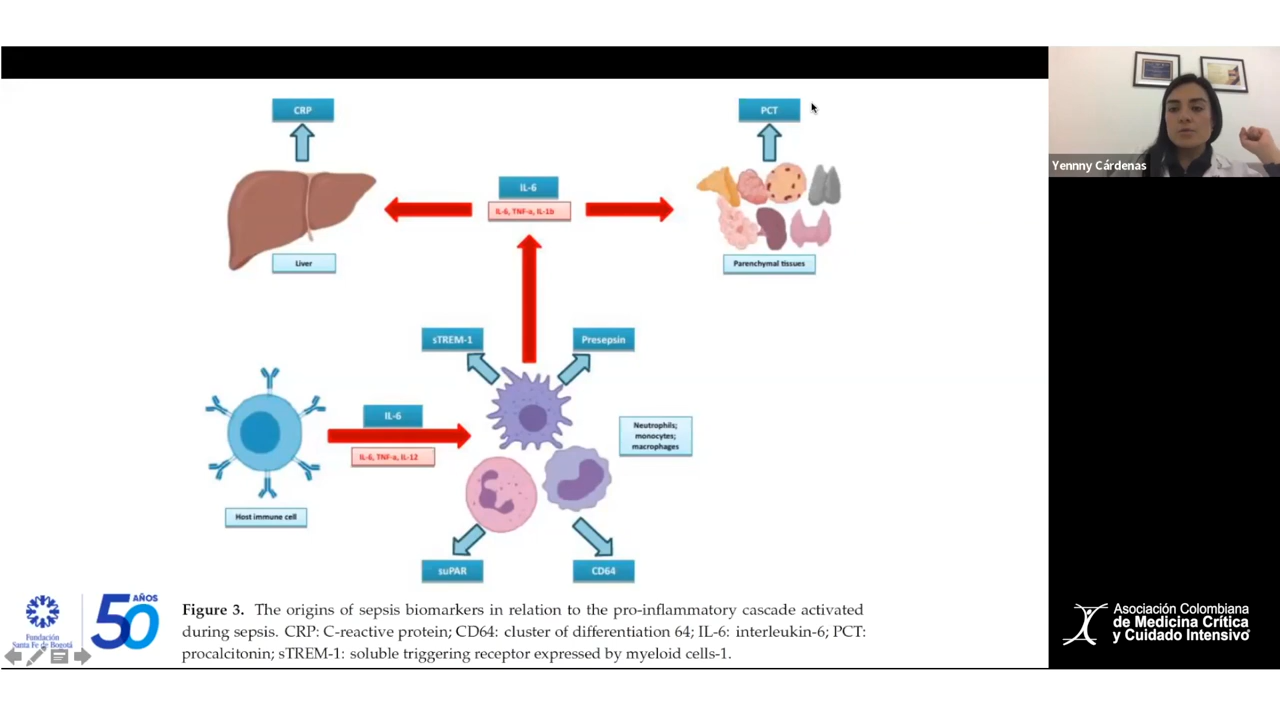 CRP
PCT
Yennny Cárdenas
IL-6
IL-6, TNF-a, IL-1b
Liver
Parenchymal tissues
sTREM-1
Presepsin
IL-6
IL-6, TNF-a, IL-12
Neutrophils;
monocytes;
macrophages
Host immune cell
suPAR
CD64
Figure 3. The origins of sepsis biomarkers in relation to the pro-inflammatory cascade activated
during sepsis. CRP: C-reactive protein; CD64: cluster of differentiation 64; IL-6: interleukin-6; PCT:
procalcitonin; sTREM-1: soluble triggering receptor expressed by myeloid cells-1.
Fundación
Santa Fe de Bogotá
50 AÑOS
Asociación Colombiana
de Medicina Crítica
y Cuidado Intensivo